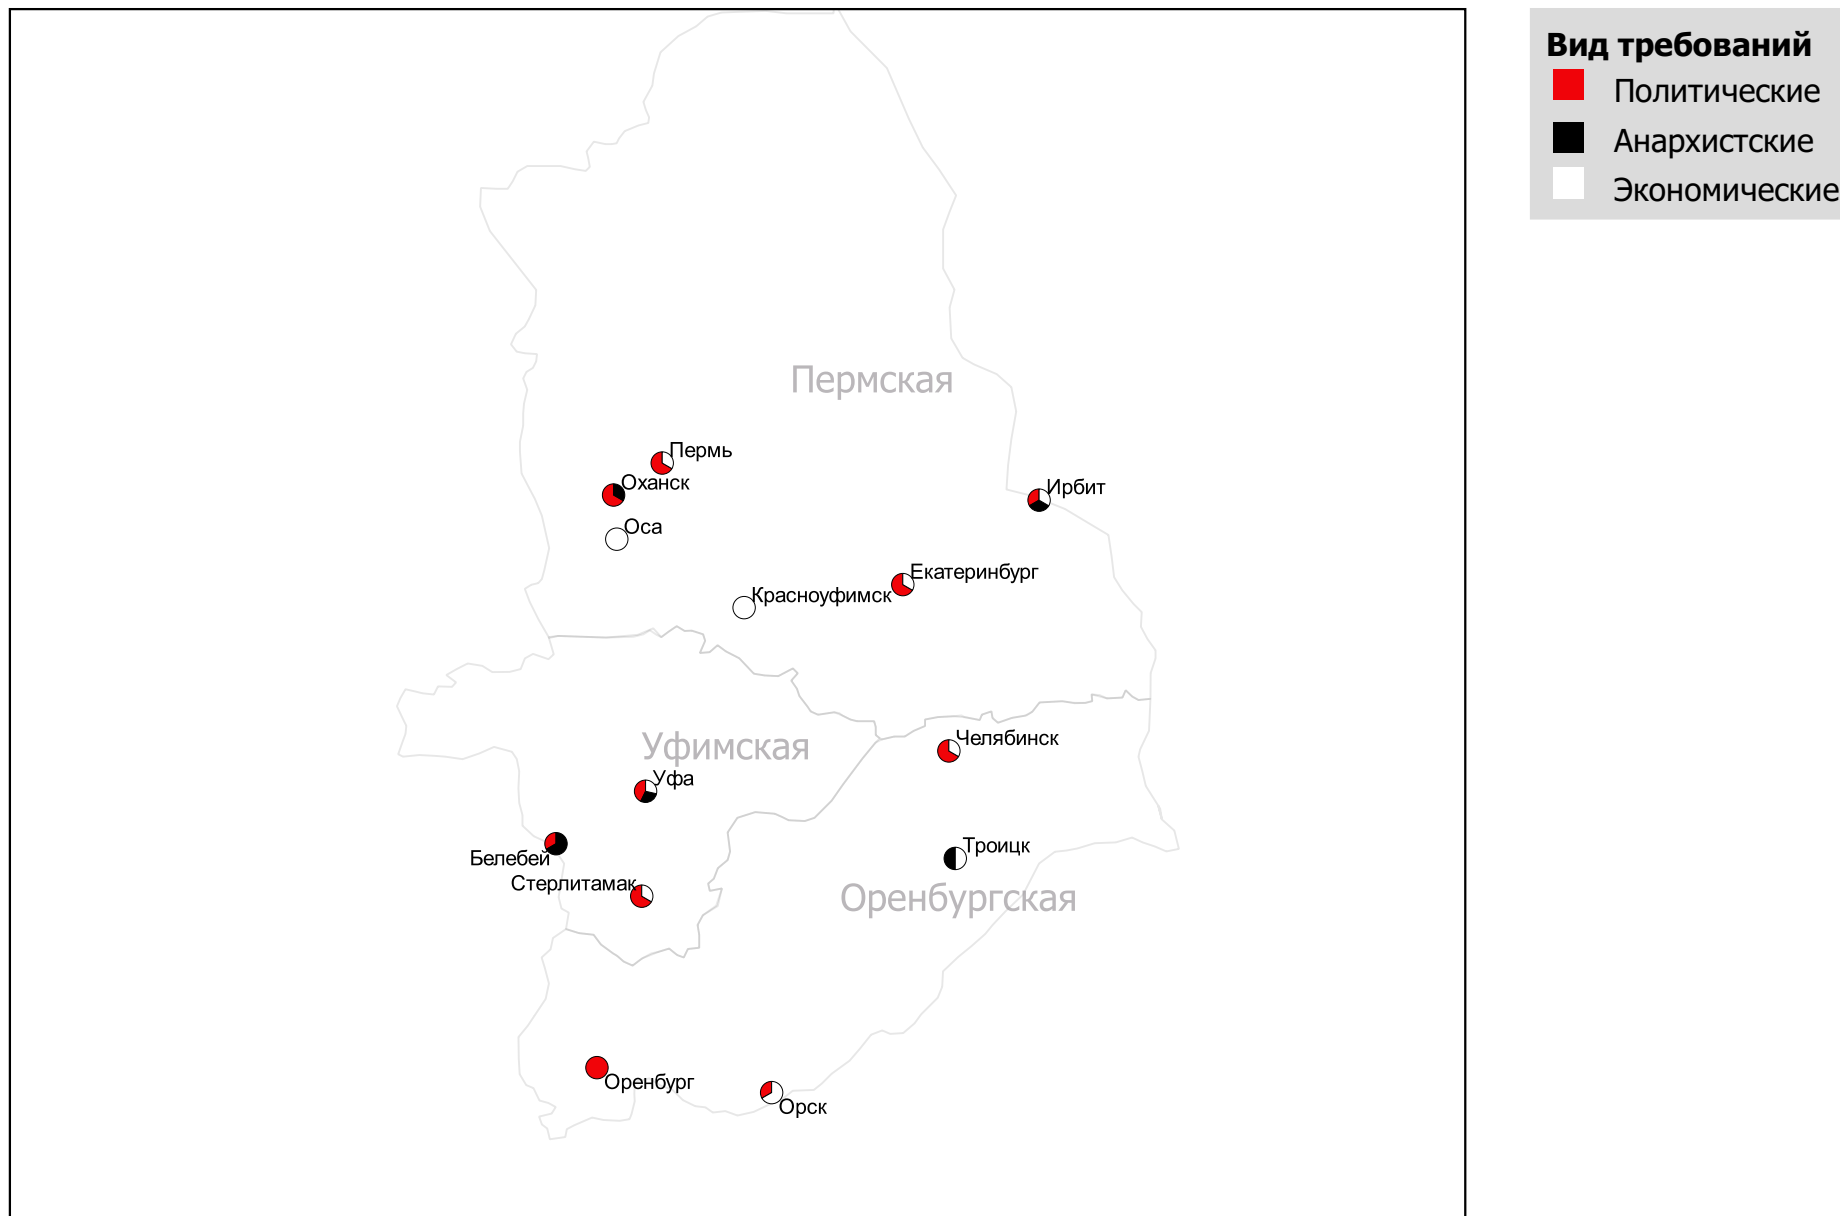 Вид требований
Политические
Анархистские
Экономические
Пермская
Пермь
Оханск
Ирбит
Оса
Екатеринбург
Красноуфимск
Челябинск
Уфимская
Уфа
Троицк
Белебей
Стерлитамак
Оренбургская
Оренбург
Орск